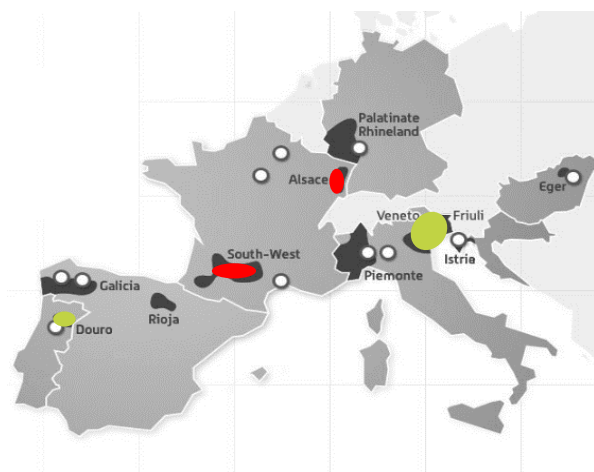 Palatinate
Rhineland
Alsace
Eger
Veneto
Friuli
South-West
Istria
Piemonte
Galicia
Rioja
Douro